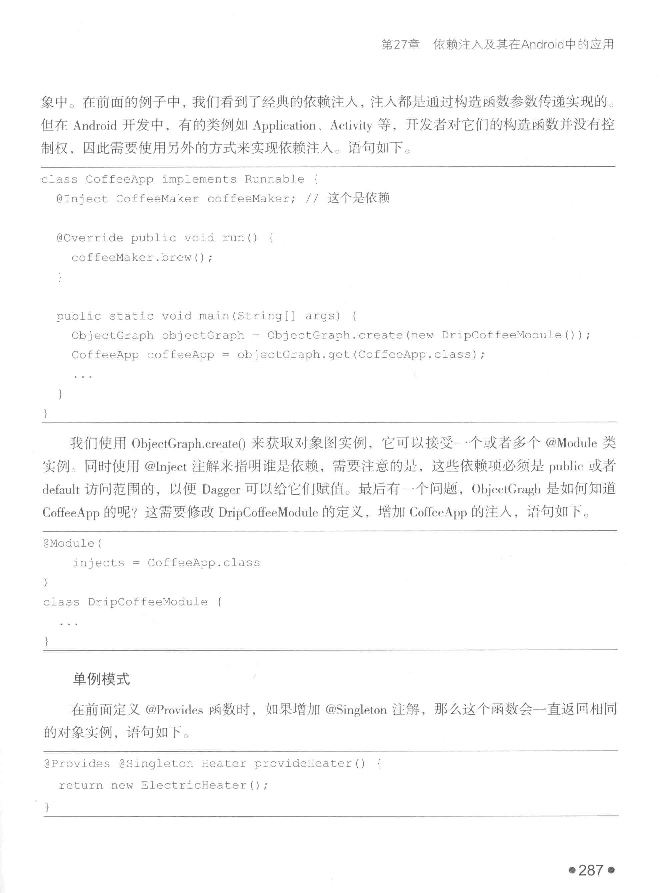 第27章 依赖注入及其在Android中的应用
象中。在前面的例子中，我们看到了经典的依赖注入，注入都是通过构造函数参数传递实现的。
但在 Android 开发中，有的类例如 Application、Activity 等，开发者对它们的构造函数并没有控
制权，因此需要使用另外的方式来实现依赖注入。语句如下。
class CoffeeApp implements Runnable {
@Inject CoffeeMaker coffeeMaker; // 这个是依赖
@Override public void run() {
coffeeMaker.brew();
}
public static void main(String[] args) {
ObjectGraph objectGraph = ObjectGraph.create(new DripCoffeeModule());
CoffeeApp coffeeApp = objectGraph.get(CoffeeApp.class);
...
}
}
我们使用 ObjectGraph.create() 来获取对象图实例，它可以接受一个或者多个 @Module 类
实例。同时使用 @Inject 注解来指明谁是依赖，需要注意的是，这些依赖项必须是 public 或者
default 访问范围的，以便 Dagger 可以给它们赋值。最后有一个问题，ObjectGragh 是如何知道
CoffeeApp 的呢？这需要修改 DripCoffeeModule 的定义，增加 CoffeeApp 的注入，语句如下。
@Module(
injects = CoffeeApp.class
)
class DripCoffeeModule {
...
}
单例模式
在前面定义 @Provides 函数时，如果增加 @Singleton 注解，那么这个函数会一直返回相同
的对象实例，语句如下。
@Provides @Singleton Heater provideHeater() {
return new ElectricHeater();
}
●287●